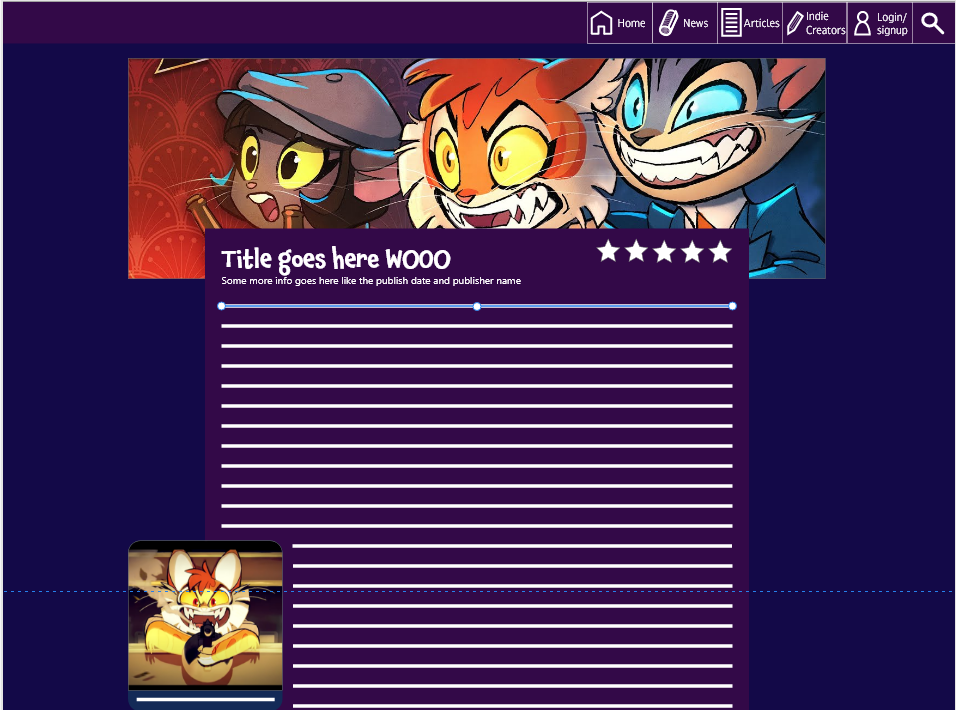 Home
News
Articles
Indie
Creators
Login/
signup
Title goes here WOOO
Some more info goes here like the publish date and publisher name